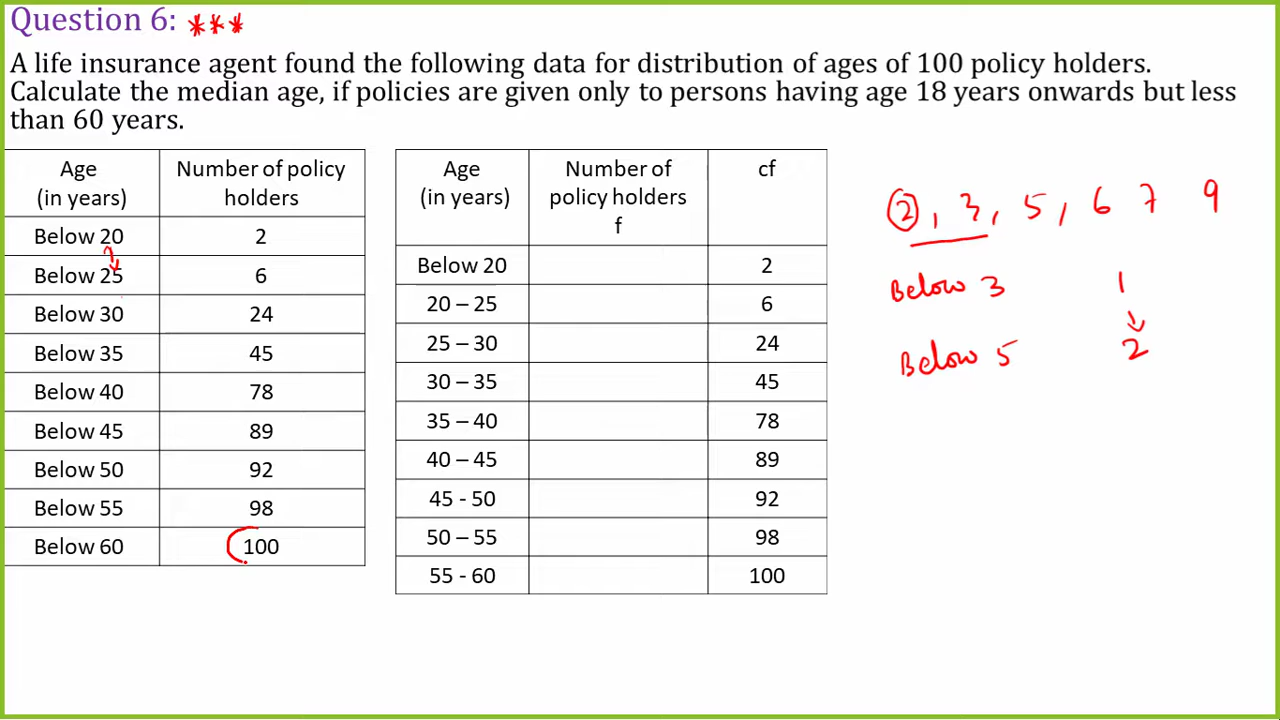 Question 6: ***
A life insurance agent found the following data for distribution of ages of 100 policy holders.
Calculate the median age, if policies are given only to persons having age 18 years onwards but less
than 60 years.
Age (in years) Number of policy holders
Below 20 2
Below 25 6
Below 30 24
Below 35 45
Below 40 78
Below 45 89
Below 50 92
Below 55 98
Below 60 100
Age (in years) Number of policy holders f cf
Below 20 2
20 – 25 6
25 – 30 24
30 – 35 45
35 – 40 78
40 – 45 89
45 - 50 92
50 – 55 98
55 - 60 100
2, 3, 5, 6 7 9
Below 3 1
Below 5 2